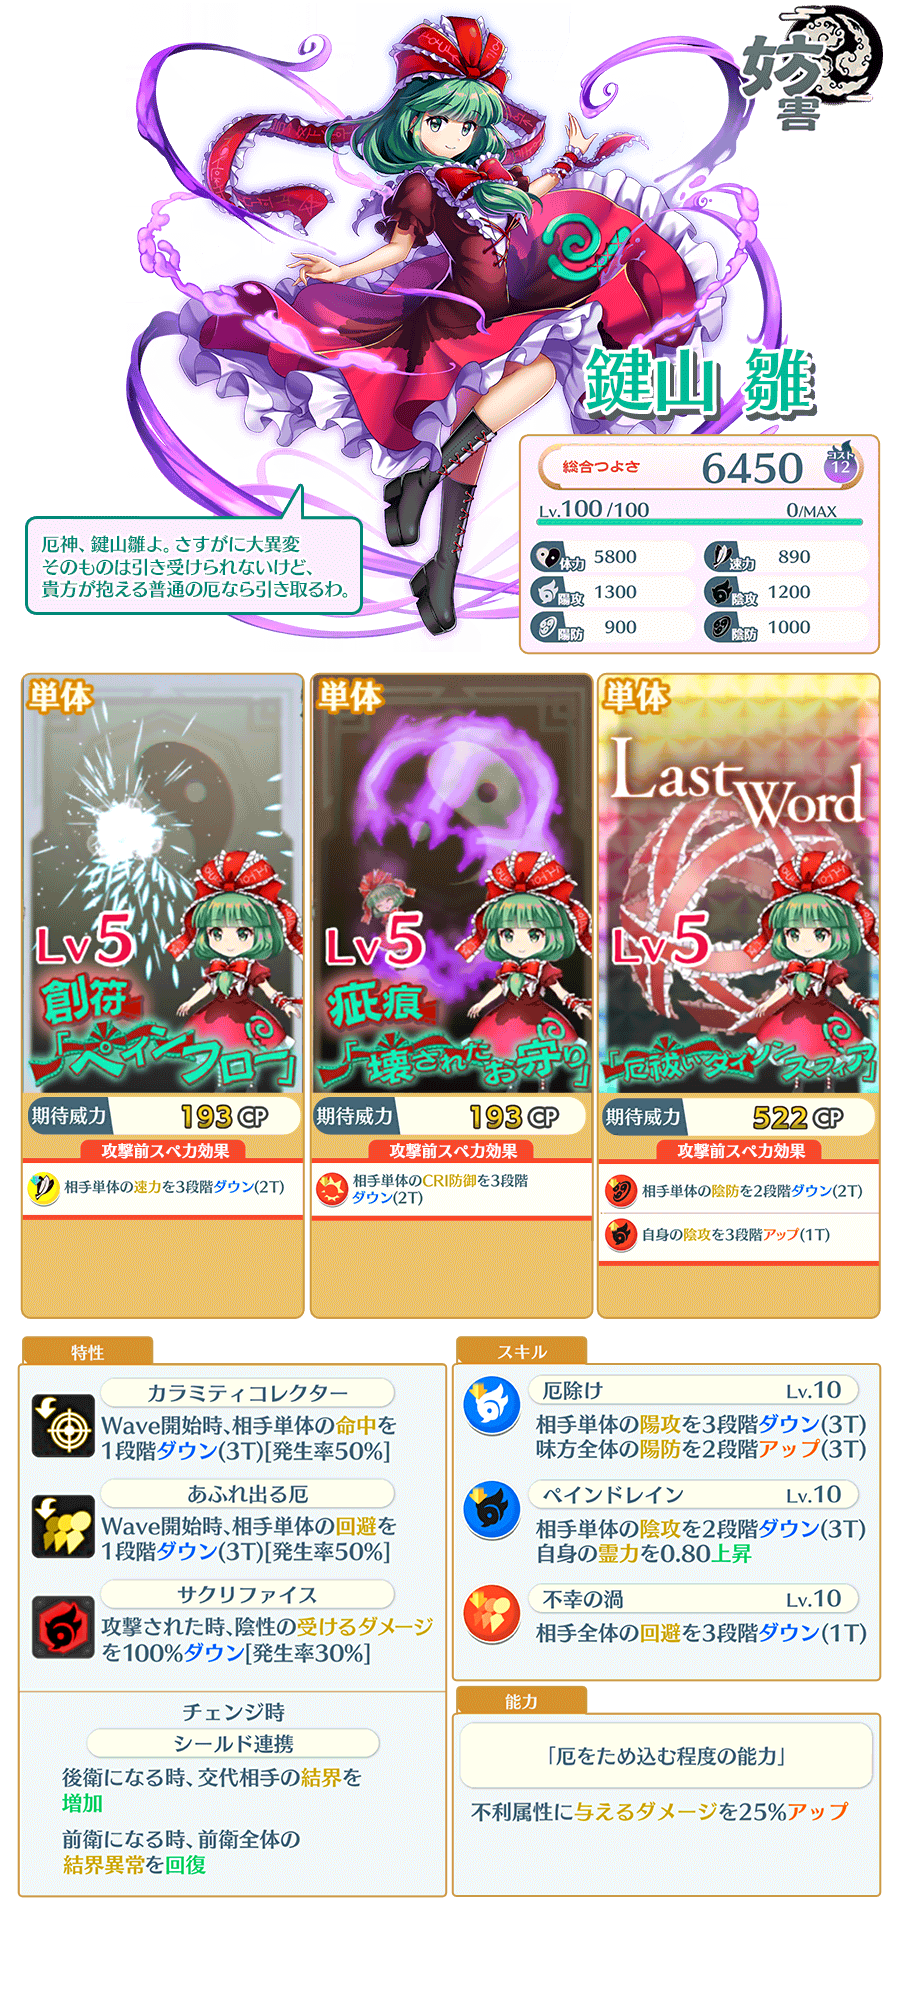 妨害
鍵山 雛
総合つよさ 6450 コスト 12
Lv.100/100 0/MAX
体力 5800 速力 890
陽攻 1300 陰攻 1200
陽防 900 陰防 1000
厄神、鍵山雛よ。さすがに大異変
そのものは引き受けられないけど、
貴方が抱える普通の厄なら引き取るわ。
単体
Lv5
創符
「ペインフロー」
期待威力 193 CP
攻撃前スペカ効果
相手単体の速力を3段階ダウン(2T)
単体
Lv5
疵痕
「壊されたお守り」
期待威力 193 CP
攻撃前スペカ効果
相手単体のCRI防御を3段階
ダウン(2T)
単体
Last Word
Lv5
「厄祓いダイソンスフィア」
期待威力 522 CP
攻撃前スペカ効果
相手単体の陰防を2段階ダウン(2T)
自身の陰攻を3段階アップ(1T)
特性
カラミティコレクター
Wave開始時、相手単体の命中を
1段階ダウン(3T)[発生率50%]
あふれ出る厄
Wave開始時、相手単体の回避を
1段階ダウン(3T)[発生率50%]
サクリファイス
攻撃された時、陰性の受けるダメージ
を100%ダウン[発生率30%]
チェンジ時
シールド連携
後衛になる時、交代相手の結界を
増加
前衛になる時、前衛全体の
結界異常を回復
スキル
厄除け Lv.10
相手単体の陽攻を3段階ダウン(3T)
味方全体の陽防を2段階アップ(3T)
ペインドレイン Lv.10
相手単体の陰攻を2段階ダウン(3T)
自身の霊力を0.80上昇
不幸の渦 Lv.10
相手全体の回避を3段階ダウン(1T)
能力
「厄をため込む程度の能力」
不利属性に与えるダメージを25%アップ